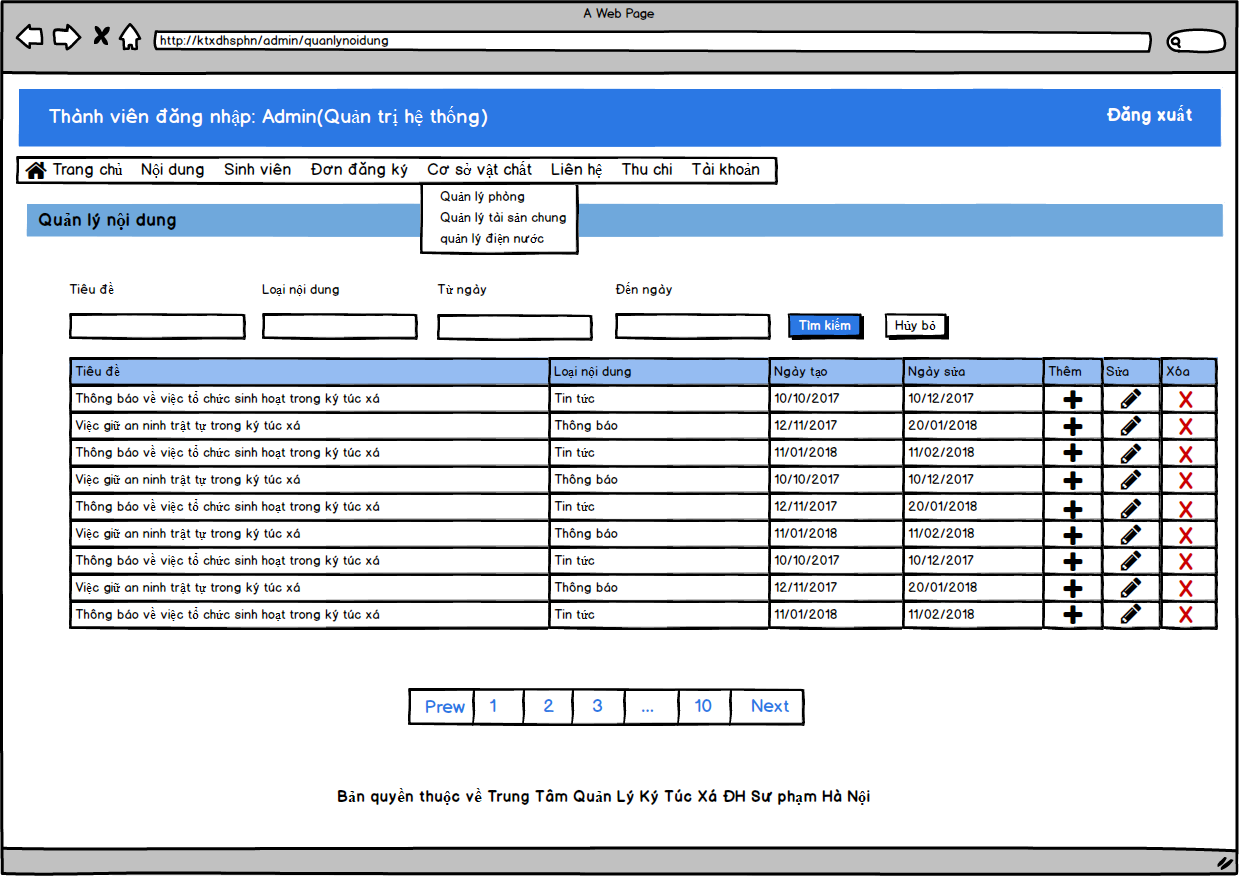 A Web Page
http://ktxdhsphn/admin/quanlynoidung
Thành viên đăng nhập: Admin(Quản trị hệ thống) Đăng xuất
Trang chủ Nội dung Sinh viên Đơn đăng ký Cơ sở vật chất Liên hệ Thu chi Tài khoản
Quản lý phòng
Quản lý tài sản chung
quản lý điện nước
Quản lý nội dung
Tiêu đề Loại nội dung Từ ngày Đến ngày
Tìm kiếm Hủy bỏ
Tiêu đề Loại nội dung Ngày tạo Ngày sửa Thêm Sửa Xóa
Thông báo về việc tổ chức sinh hoạt trong ký túc xá Tin tức 10/10/2017 10/12/2017
Việc giữ an ninh trật tự trong ký túc xá Thông báo 12/11/2017 20/01/2018
Thông báo về việc tổ chức sinh hoạt trong ký túc xá Tin tức 11/01/2018 11/02/2018
Việc giữ an ninh trật tự trong ký túc xá Thông báo 10/10/2017 10/12/2017
Thông báo về việc tổ chức sinh hoạt trong ký túc xá Tin tức 12/11/2017 20/01/2018
Việc giữ an ninh trật tự trong ký túc xá Thông báo 11/01/2018 11/02/2018
Thông báo về việc tổ chức sinh hoạt trong ký túc xá Tin tức 10/10/2017 10/12/2017
Việc giữ an ninh trật tự trong ký túc xá Thông báo 12/11/2017 20/01/2018
Thông báo về việc tổ chức sinh hoạt trong ký túc xá Tin tức 11/01/2018 11/02/2018
Prew 1 2 3 ... 10 Next
Bản quyền thuộc về Trung Tâm Quản Lý Ký Túc Xá ĐH Sư phạm Hà Nội